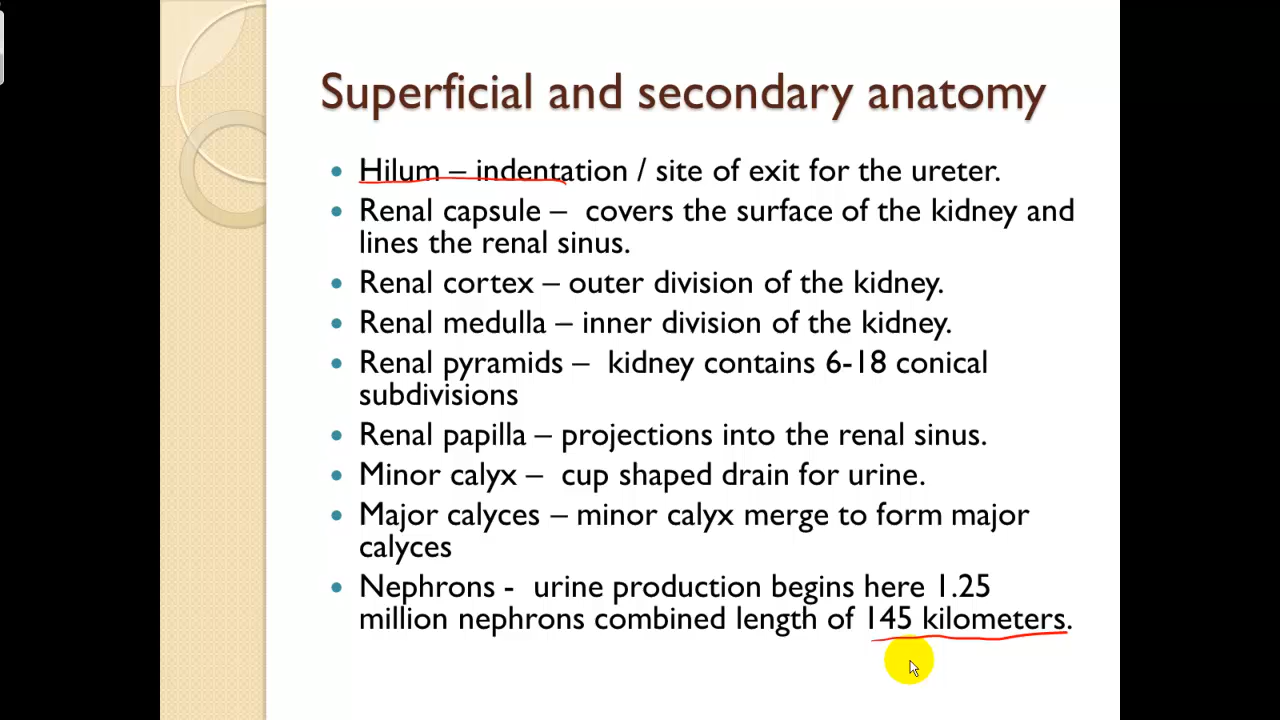 Superficial and secondary anatomy
• Hilum – indentation / site of exit for the ureter.
• Renal capsule – covers the surface of the kidney and
lines the renal sinus.
• Renal cortex – outer division of the kidney.
• Renal medulla – inner division of the kidney.
• Renal pyramids – kidney contains 6-18 conical
subdivisions
• Renal papilla – projections into the renal sinus.
• Minor calyx – cup shaped drain for urine.
• Major calyces – minor calyx merge to form major
calyces
• Nephrons - urine production begins here 1.25
million nephrons combined length of 145 kilometers.